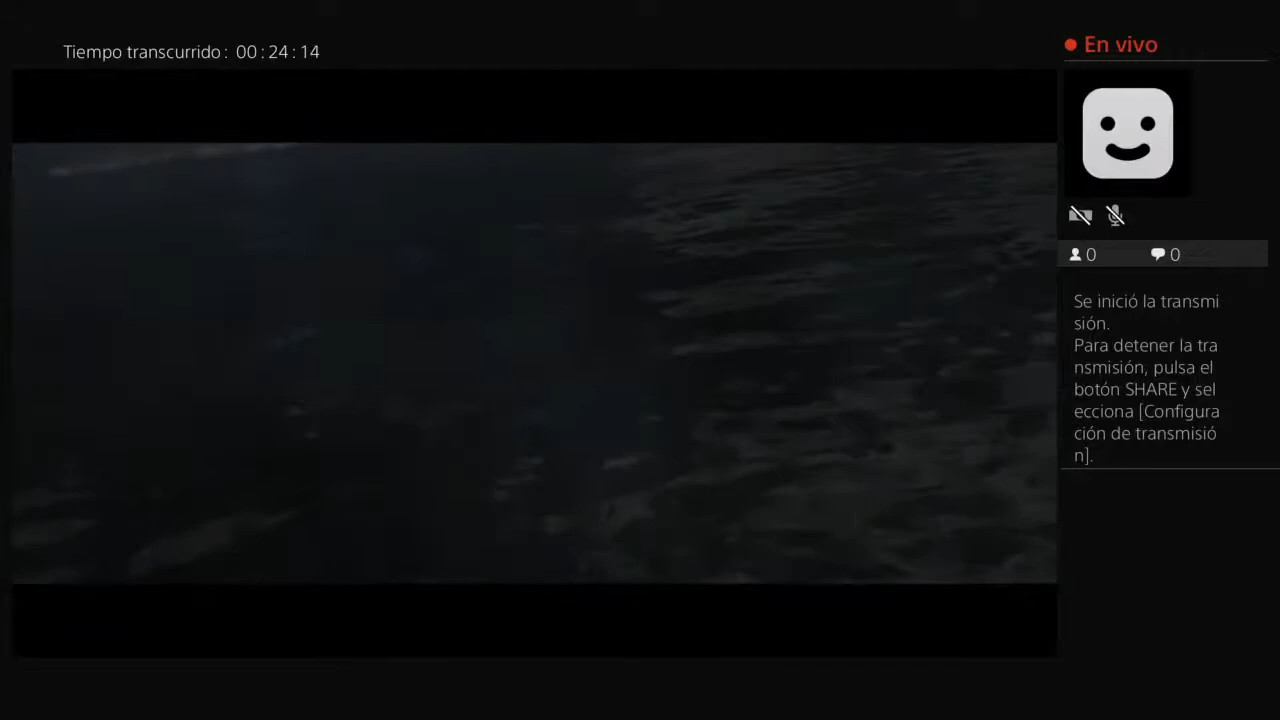 Tiempo transcurrido: 00:24:14
En vivo
0 0
Se inició la transmi
sión.
Para detener la tra
nsmisión, pulsa el
botón SHARE y sel
ecciona [Configura
ción de transmisió
n].